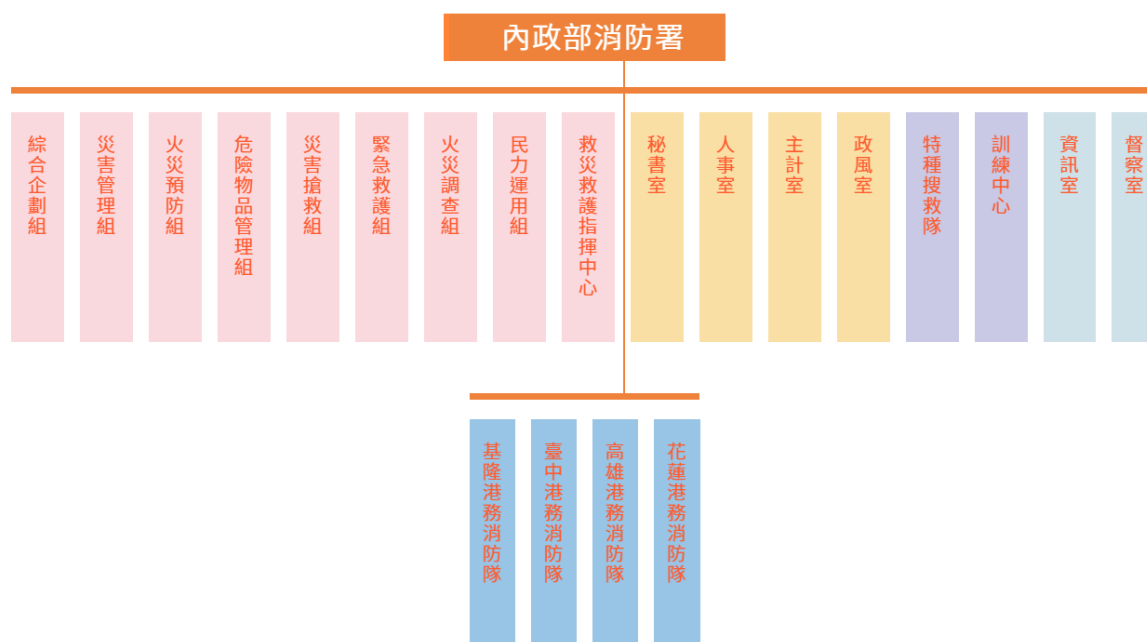 內政部消防署
綜合企劃組
災害管理組
火災預防組
危險物品管理組
災害搶救組
緊急救護組
火災調查組
民力運用組
救災救護指揮中心
秘書室
人事室
主計室
政風室
特種搜救隊
訓練中心
資訊室
督察室
基隆港務消防隊
臺中港務消防隊
高雄港務消防隊
花蓮港務消防隊